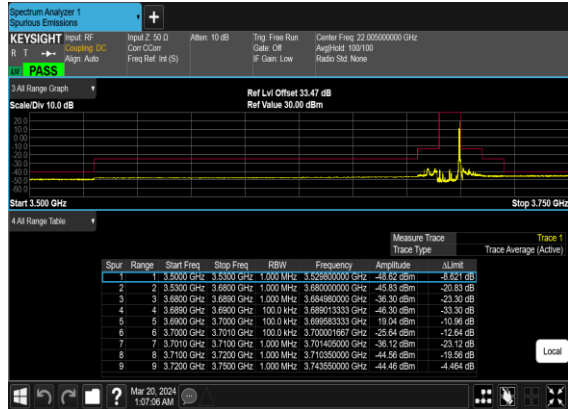 Spectrum Analyzer 1
Spurious Emissions
KEYSIGHT Input: RF Input Z: 50 Ω Atten: 10 dB Trig: Free Run Center Freq: 22.005000000 GHz
R T Coupling: DC Corr CCorr Gate: Off Avg|Hold: 100/100
Align: Auto Freq Ref: Int (S) IF Gain: Low Radio Std: None
PASS
3 All Range Graph
Ref Lvl Offset 33.47 dB
Scale/Div 10.0 dB Ref Value 30.00 dBm
20.0
10.0
0.00
-10.0
-20.0
-30.0
-40.0
-50.0
-60.0
Start 3.500 GHz Stop 3.750 GHz
4 All Range Table
Measure Trace Trace 1
Trace Type Trace Average (Active)
Spur Range Start Freq Stop Freq RBW Frequency Amplitude ΔLimit
1 1 3.5000 GHz 3.5300 GHz 1.000 MHz 3.529800000 GHz -48.62 dBm -8.621 dB
2 2 3.5300 GHz 3.6800 GHz 1.000 MHz 3.680000000 GHz -45.83 dBm -20.83 dB
3 3 3.6800 GHz 3.6890 GHz 1.000 MHz 3.684980000 GHz -36.30 dBm -23.30 dB
4 4 3.6890 GHz 3.6900 GHz 100.0 kHz 3.689013333 GHz -46.30 dBm -33.30 dB
5 5 3.6900 GHz 3.7000 GHz 100.0 kHz 3.699583333 GHz 19.04 dBm -10.96 dB
6 6 3.7000 GHz 3.7010 GHz 100.0 kHz 3.700001667 GHz -25.64 dBm -12.64 dB
7 7 3.7010 GHz 3.7100 GHz 1.000 MHz 3.701405000 GHz -36.12 dBm -23.12 dB
8 8 3.7100 GHz 3.7200 GHz 1.000 MHz 3.710350000 GHz -44.56 dBm -19.56 dB
9 9 3.7200 GHz 3.7500 GHz 1.000 MHz 3.743550000 GHz -44.46 dBm -4.464 dB
Local
Mar 20, 2024
1:07:06 AM